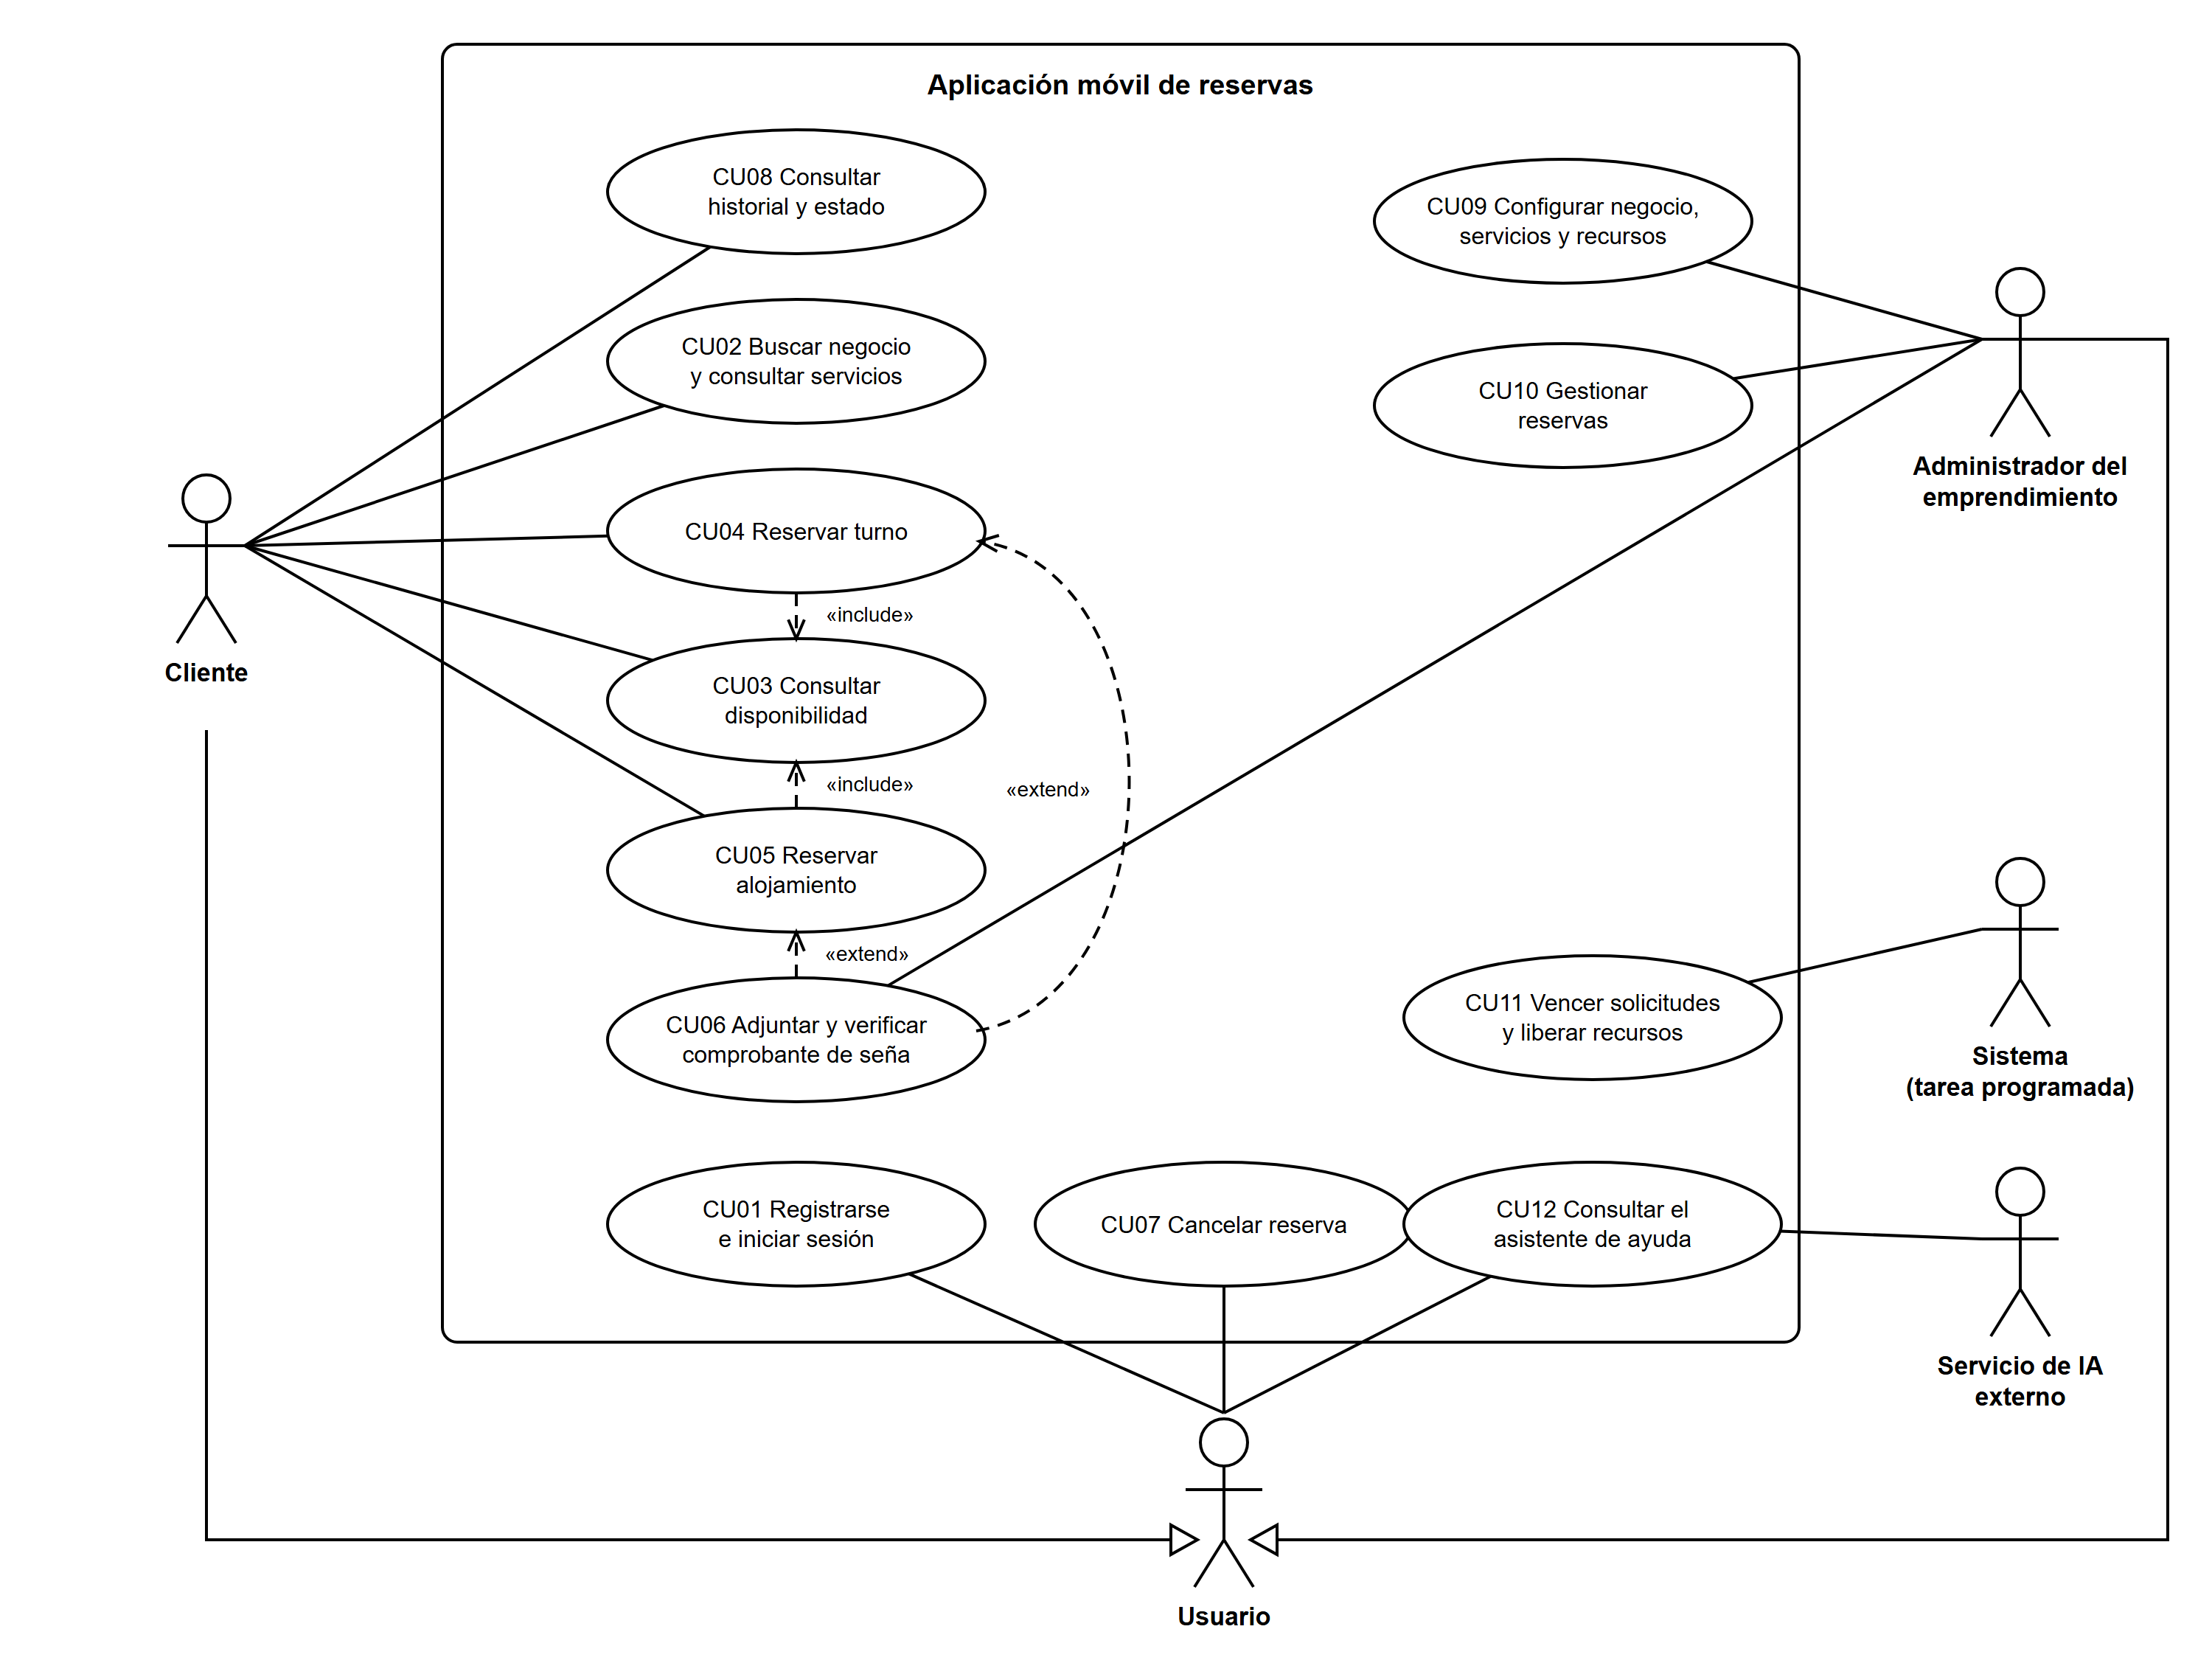 Aplicación móvil de reservas
CU08 Consultar
historial y estado
CU09 Configurar negocio,
servicios y recursos
CU02 Buscar negocio
y consultar servicios
CU10 Gestionar
reservas
Administrador del
emprendimiento
CU04 Reservar turno
«include»
Cliente
CU03 Consultar
disponibilidad
«include»
«extend»
CU05 Reservar
alojamiento
«extend»
CU06 Adjuntar y verificar
comprobante de seña
CU11 Vencer solicitudes
y liberar recursos
Sistema
(tarea programada)
CU01 Registrarse
e iniciar sesión
CU07 Cancelar reserva
CU12 Consultar el
asistente de ayuda
Servicio de IA
externo
Usuario